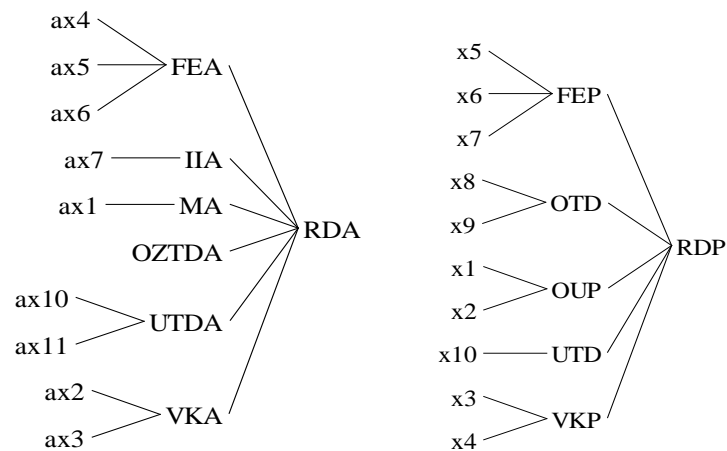 ax4
ax5
FEA
ax6
ax7
IIA
ax1
MA
RDA
OZTDA
ax10
UTDA
ax11
ax2
VKA
ax3
x5
x6
FEP
x7
x8
OTD
x9
RDP
x1
OUP
x2
x10
UTD
x3
VKP
x4